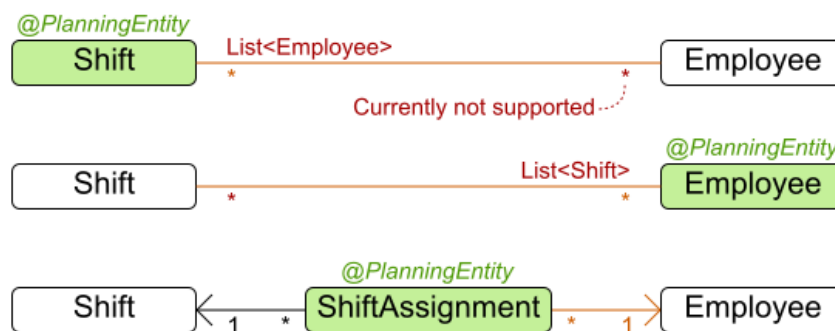 @PlanningEntity
Shift List<Employee> Employee
* *
Currently not supported
@PlanningEntity
Shift List<Shift> Employee
* *
@PlanningEntity
Shift ShiftAssignment Employee
1 * * 1